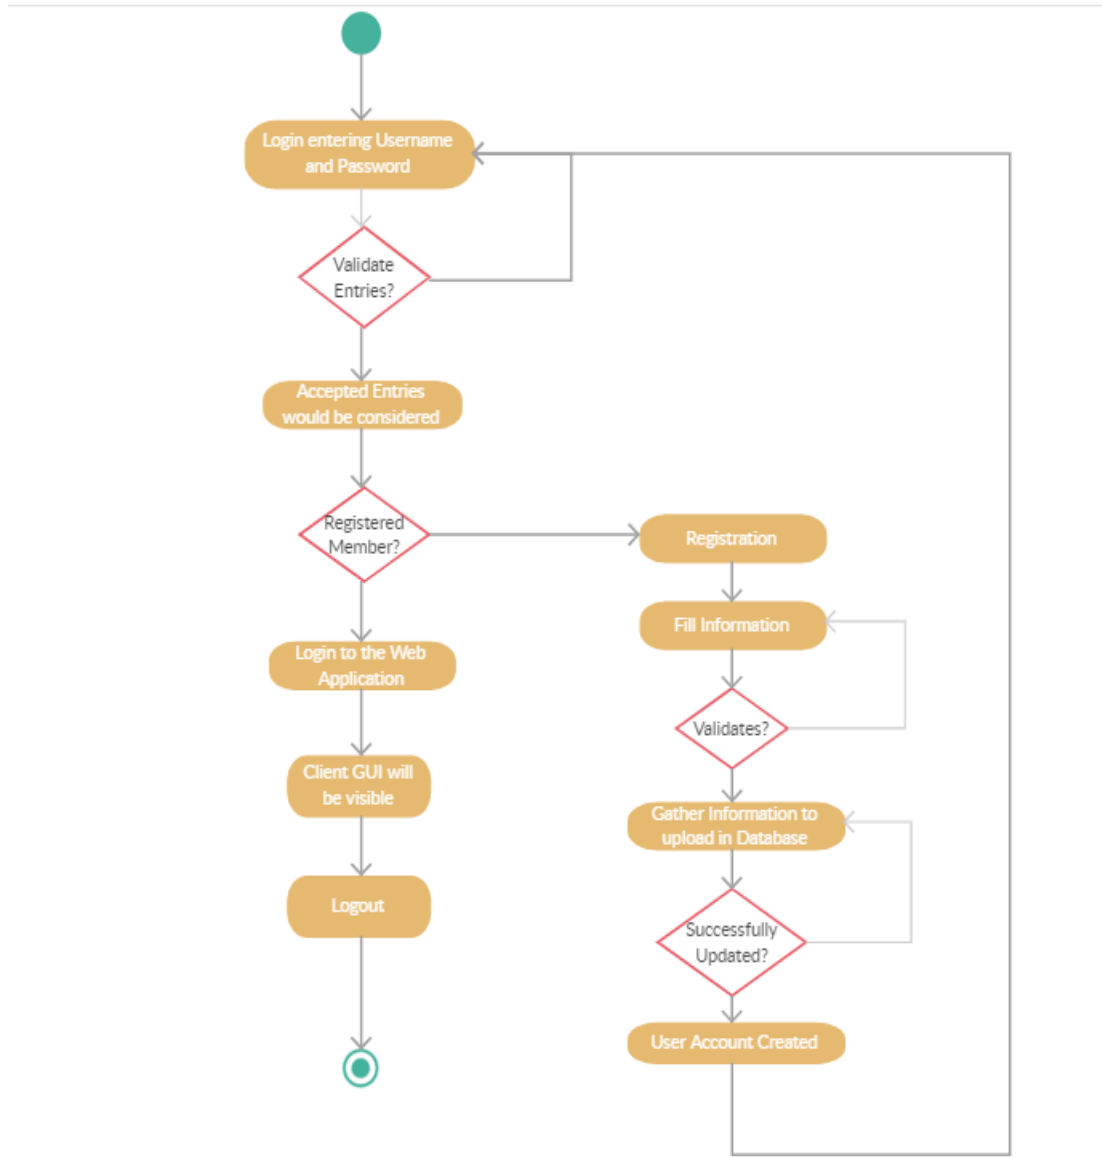 Login entering Username
and Password
Validate
Entries?
Accepted Entries
would be considered
Registered
Member?
Login to the Web
Application
Client GUI will
be visible
Logout
Registration
Fill Information
Validates?
Gather Information to
upload in Database
Successfully
Updated?
User Account Created